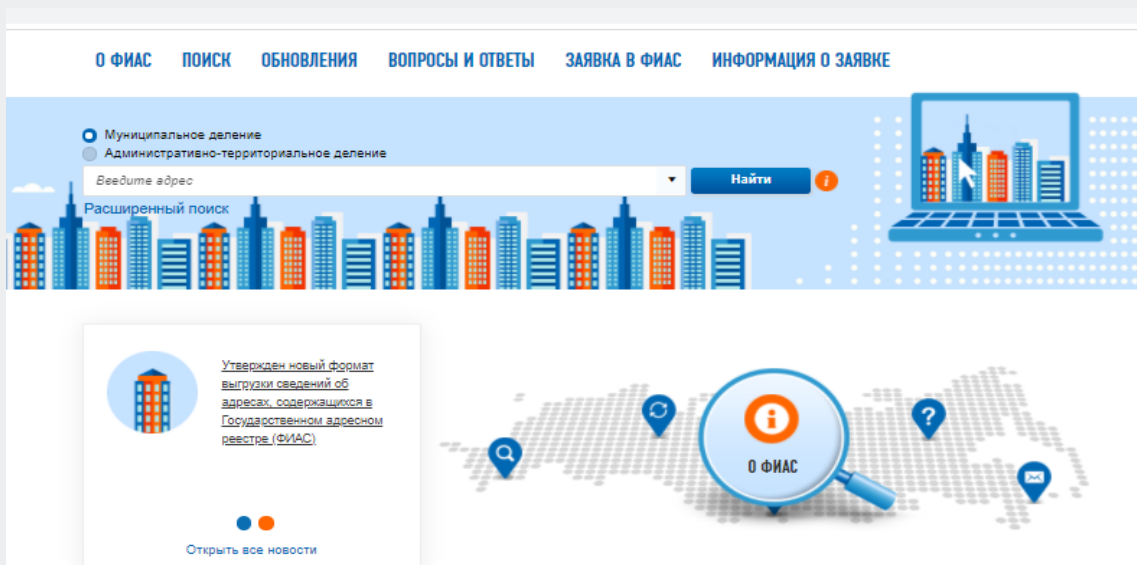 О ФИАС ПОИСК ОБНОВЛЕНИЯ ВОПРОСЫ И ОТВЕТЫ ЗАЯВКА В ФИАС ИНФОРМАЦИЯ О ЗАЯВКЕ
Муниципальное деление
Административно-территориальное деление
Введите адрес
Найти
i
Расширенный поиск
Утвержден новый формат
выгрузки сведений об
адресах, содержащихся в
Государственном адресном
реестре (ФИАС)
Открыть все новости
i
?
О ФИАС